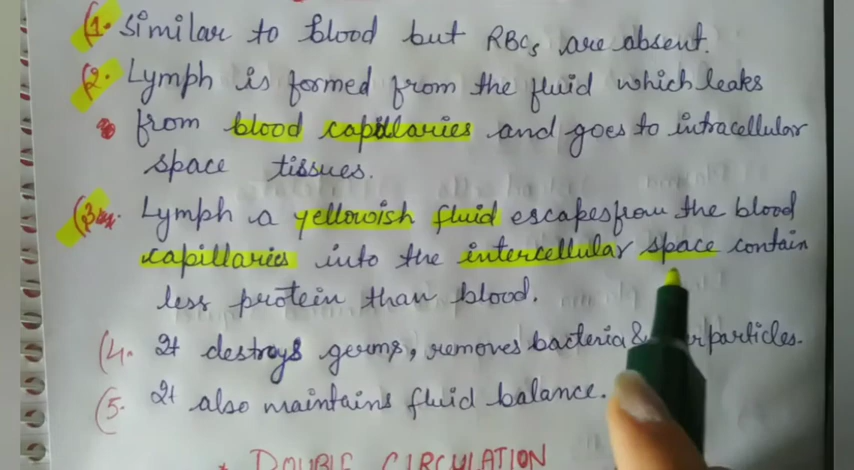 (1. Similar to blood but RBCs are absent.
(2. Lymph is formed from the fluid which leaks
from blood capillaries and goes to intracellular
space tissues.
(3. Lymph a yellowish fluid escapes from the blood
capillaries into the intercellular space contain
less protein than blood.
(4. It destroys germs, removes bacteria & particles.
(5. It also maintains fluid balance.
* DOUBLE CIRCULATION